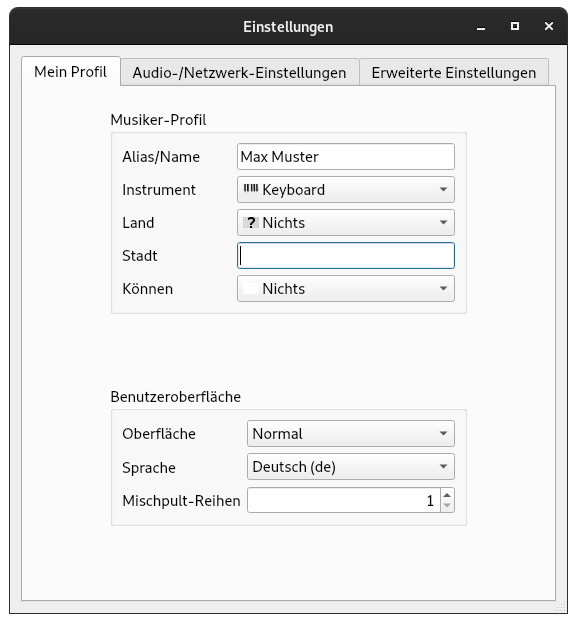 Einstellungen
Mein Profil Audio-/Netzwerk-Einstellungen Erweiterte Einstellungen
Musiker-Profil
Alias/Name Max Muster
Instrument Keyboard
Land ? Nichts
Stadt
Können Nichts
Benutzeroberfläche
Oberfläche Normal
Sprache Deutsch (de)
Mischpult-Reihen 1